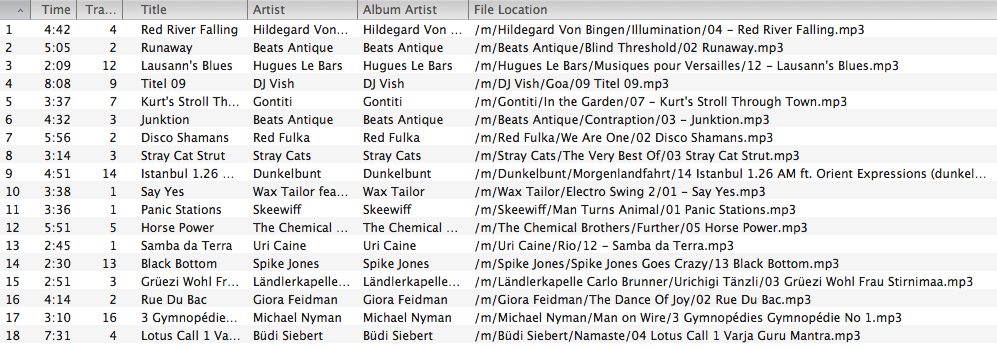 Time Tra... Title Artist Album Artist File Location
1 4:42 4 Red River Falling Hildegard Von... Hildegard Von ... /m/Hildegard Von Bingen/Illumination/04 - Red River Falling.mp3
2 5:05 2 Runaway Beats Antique Beats Antique /m/Beats Antique/Blind Threshold/02 Runaway.mp3
3 2:09 12 Lausann's Blues Hugues Le Bars Hugues Le Bars /m/Hugues Le Bars/Musiques pour Versailles/12 - Lausann's Blues.mp3
4 8:08 9 Titel 09 DJ Vish DJ Vish /m/DJ Vish/Goa/09 Titel 09.mp3
5 3:37 7 Kurt's Stroll Th... Gontiti Gontiti /m/Gontiti/In the Garden/07 - Kurt's Stroll Through Town.mp3
6 4:32 3 Junktion Beats Antique Beats Antique /m/Beats Antique/Contraption/03 - Junktion.mp3
7 5:56 2 Disco Shamans Red Fulka Red Fulka /m/Red Fulka/We Are One/02 Disco Shamans.mp3
8 3:14 3 Stray Cat Strut Stray Cats Stray Cats /m/Stray Cats/The Very Best Of/03 Stray Cat Strut.mp3
9 4:51 14 Istanbul 1.26 ... Dunkelbunt Dunkelbunt /m/Dunkelbunt/Morgenlandfahrt/14 Istanbul 1.26 AM ft. Orient Expressions (dunkel...
10 3:38 1 Say Yes Wax Tailor fea... Wax Tailor /m/Wax Tailor/Electro Swing 2/01 - Say Yes.mp3
11 3:36 1 Panic Stations Skeewiff Skeewiff /m/Skeewiff/Man Turns Animal/01 Panic Stations.mp3
12 5:51 5 Horse Power The Chemical ... The Chemical ... /m/The Chemical Brothers/Further/05 Horse Power.mp3
13 2:45 1 Samba da Terra Uri Caine Uri Caine /m/Uri Caine/Rio/12 - Samba da Terra.mp3
14 2:30 13 Black Bottom Spike Jones Spike Jones /m/Spike Jones/Spike Jones Goes Crazy/13 Black Bottom.mp3
15 2:51 3 Grüezi Wohl Fr... Ländlerkapelle... Ländlerkapelle... /m/Ländlerkapelle Carlo Brunner/Urichigi Tänzli/03 Grüezi Wohl Frau Stirnimaa.mp3
16 4:14 2 Rue Du Bac Giora Feidman Giora Feidman /m/Giora Feidman/The Dance Of Joy/02 Rue Du Bac.mp3
17 3:10 16 3 Gymnopédie... Michael Nyman Michael Nyman /m/Michael Nyman/Man on Wire/3 Gymnopédies Gymnopédie No 1.mp3
18 7:31 4 Lotus Call 1 Va... Büdi Siebert Büdi Siebert /m/Büdi Siebert/Namaste/04 Lotus Call 1 Varja Guru Mantra.mp3